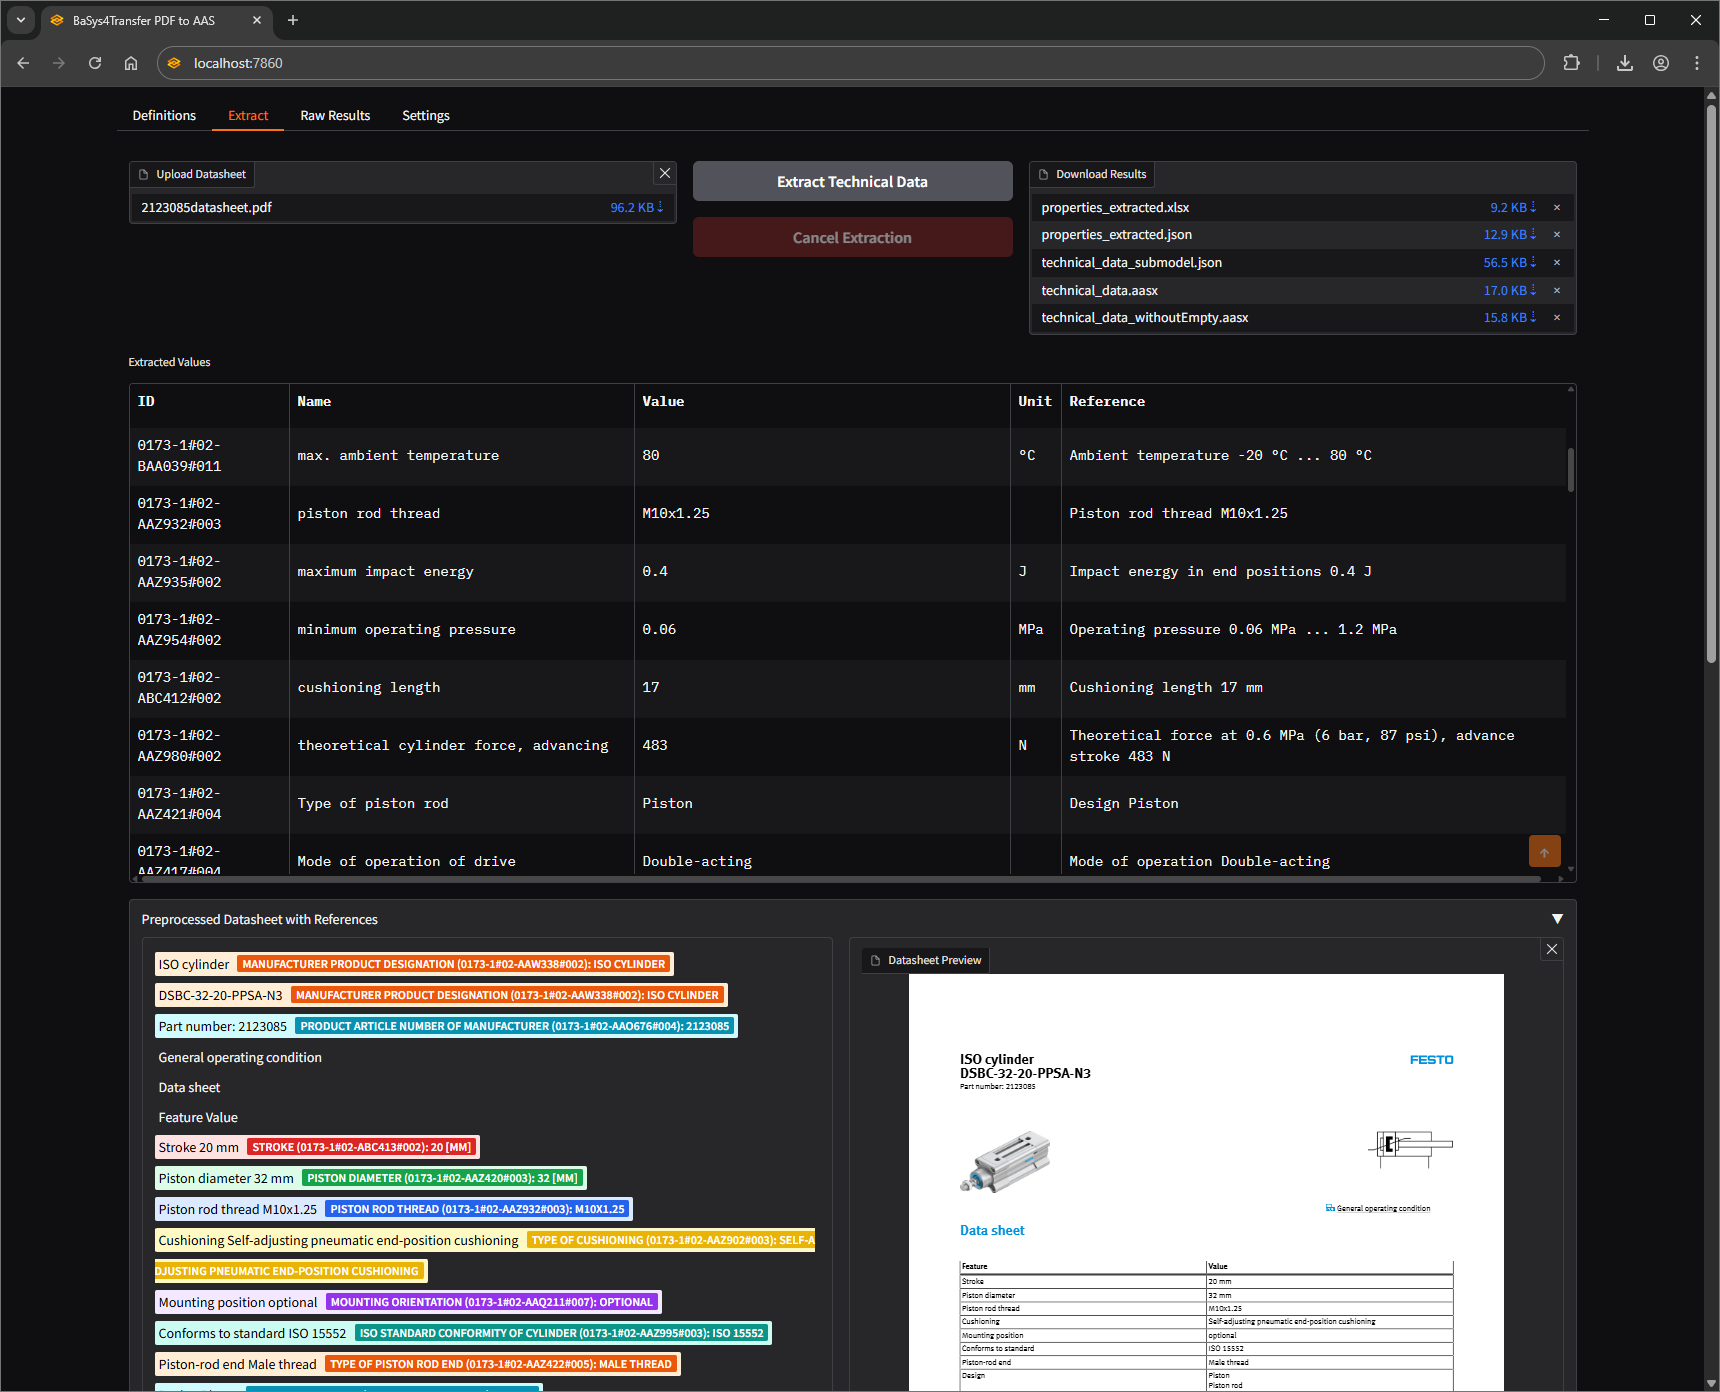 BaSys4Transfer PDF to AAS
localhost:7860
Definitions
Extract
Raw Results
Settings
Upload Datasheet
2123085datasheet.pdf 96.2 KB
Extract Technical Data
Cancel Extraction
Download Results
properties_extracted.xlsx 9.2 KB
properties_extracted.json 12.9 KB
technical_data_submodel.json 56.5 KB
technical_data.aasx 17.0 KB
technical_data_withoutEmpty.aasx 15.8 KB
Extracted Values
ID Name Value Unit Reference
0173-1#02-
BAA039#011
max. ambient temperature 80 °C Ambient temperature -20 °C ... 80 °C
0173-1#02-
AAZ932#003
piston rod thread M10x1.25 Piston rod thread M10x1.25
0173-1#02-
AAZ935#002
maximum impact energy 0.4 J Impact energy in end positions 0.4 J
0173-1#02-
AAZ954#002
minimum operating pressure 0.06 MPa Operating pressure 0.06 MPa ... 1.2 MPa
0173-1#02-
ABC412#002
cushioning length 17 mm Cushioning length 17 mm
0173-1#02-
AAZ980#002
theoretical cylinder force, advancing 483 N Theoretical force at 0.6 MPa (6 bar, 87 psi), advance
stroke 483 N
0173-1#02-
AAZ421#004
Type of piston rod Piston Design Piston
0173-1#02-
AAZ417#004
Mode of operation of drive Double-acting Mode of operation Double-acting
Preprocessed Datasheet with References
ISO cylinder MANUFACTURER PRODUCT DESIGNATION (0173-1#02-AAW338#002): ISO CYLINDER
DSBC-32-20-PPSA-N3 MANUFACTURER PRODUCT DESIGNATION (0173-1#02-AAW338#002): ISO CYLINDER
Part number: 2123085 PRODUCT ARTICLE NUMBER OF MANUFACTURER (0173-1#02-AAO676#004): 2123085
General operating condition
Data sheet
Feature Value
Stroke 20 mm STROKE (0173-1#02-ABC413#002): 20 [MM]
Piston diameter 32 mm PISTON DIAMETER (0173-1#02-AAZ420#003): 32 [MM]
Piston rod thread M10x1.25 PISTON ROD THREAD (0173-1#02-AAZ932#003): M10X1.25
Cushioning Self-adjusting pneumatic end-position cushioning TYPE OF CUSHIONING (0173-1#02-AAZ902#003): SELF-A
DJUSTING PNEUMATIC END-POSITION CUSHIONING
Mounting position optional MOUNTING ORIENTATION (0173-1#02-AAQ211#007): OPTIONAL
Conforms to standard ISO 15552 ISO STANDARD CONFORMITY OF CYLINDER (0173-1#02-AAZ995#003): ISO 15552
Piston-rod end Male thread TYPE OF PISTON ROD END (0173-1#02-AAZ422#005): MALE THREAD
Datasheet Preview
ISO cylinder
DSBC-32-20-PPSA-N3
Part number: 2123085
FESTO
General operating condition
Data sheet
Feature Value
Stroke 20 mm
Piston diameter 32 mm
Piston rod thread M10x1.25
Cushioning Self-adjusting pneumatic end-position cushioning
Mounting position optional
Conforms to standard ISO 15552
Piston-rod end Male thread
Design Piston
Piston rod